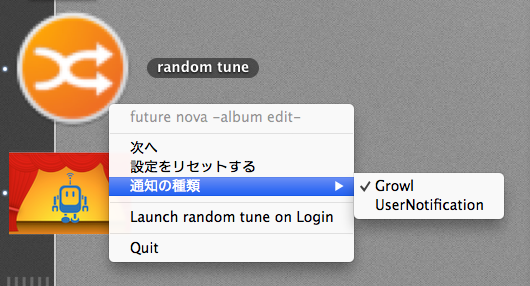 random tune
future nova -album edit-
次へ
設定をリセットする
通知の種類
Growl
UserNotification
Launch random tune on Login
Quit